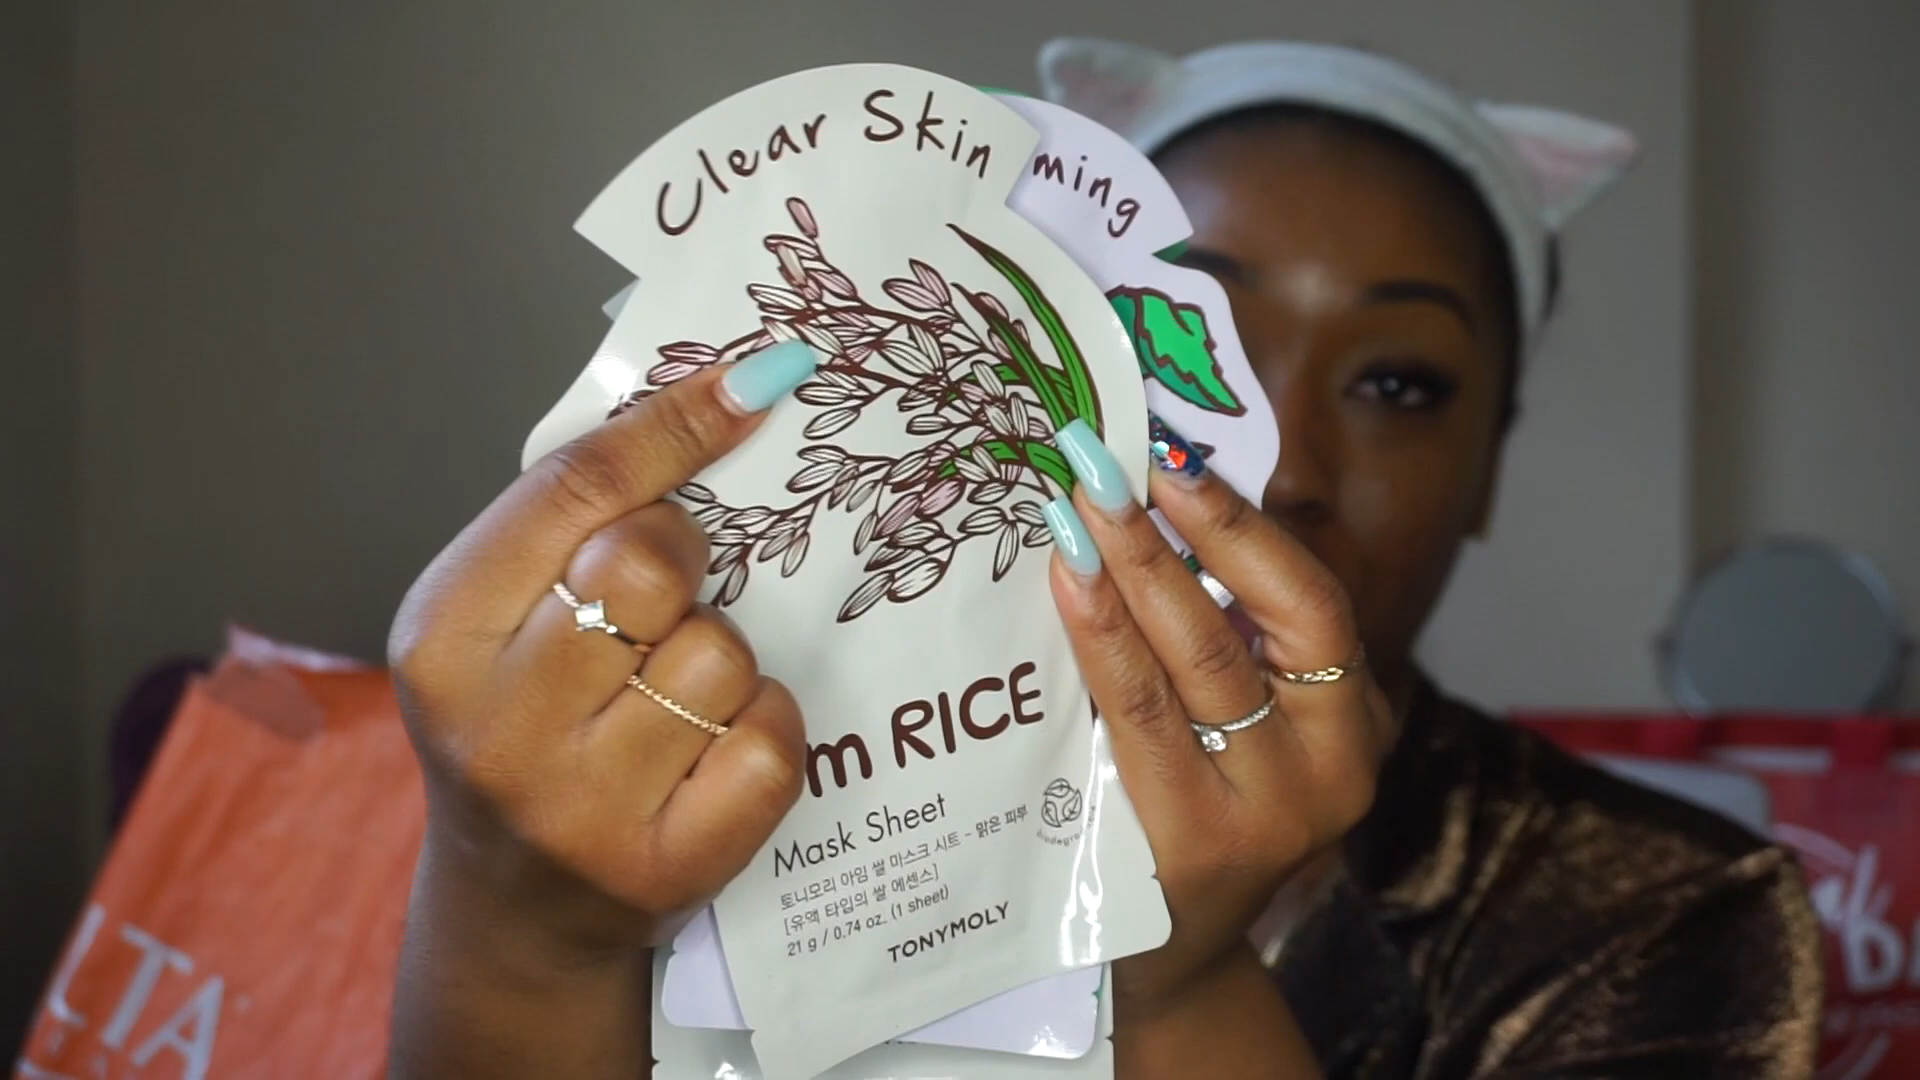 Clear Skin
ming
m RICE
Mask Sheet
토니모리 아임 쌀 마스크 시트 - 맑은 피부
[유액 타입의 쌀 에센스]
21 g / 0.74 oz. (1 sheet)
TONYMOLY
LTA